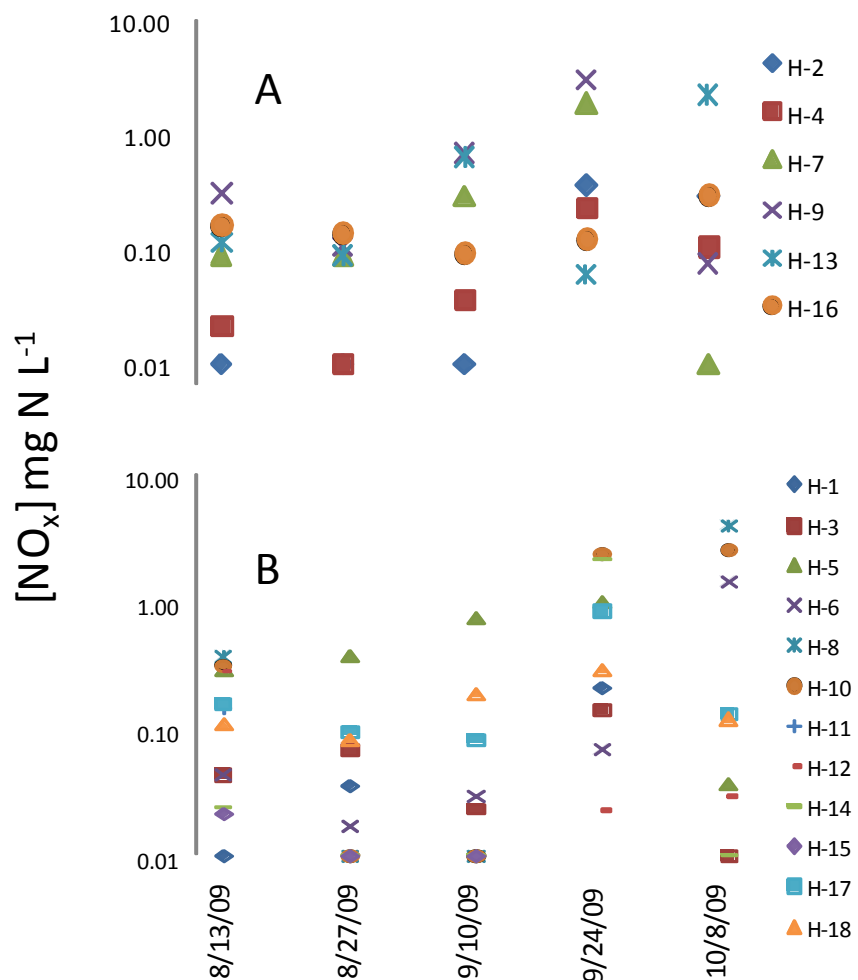 10.00
A
1.00
0.10
0.01
H-2
H-4
H-7
H-9
H-13
H-16
[NOx] mg N L-1
10.00
B
1.00
0.10
0.01
H-1
H-3
H-5
H-6
H-8
H-10
H-11
H-12
H-14
H-15
H-17
H-18
8/13/09
8/27/09
9/10/09
9/24/09
10/8/09